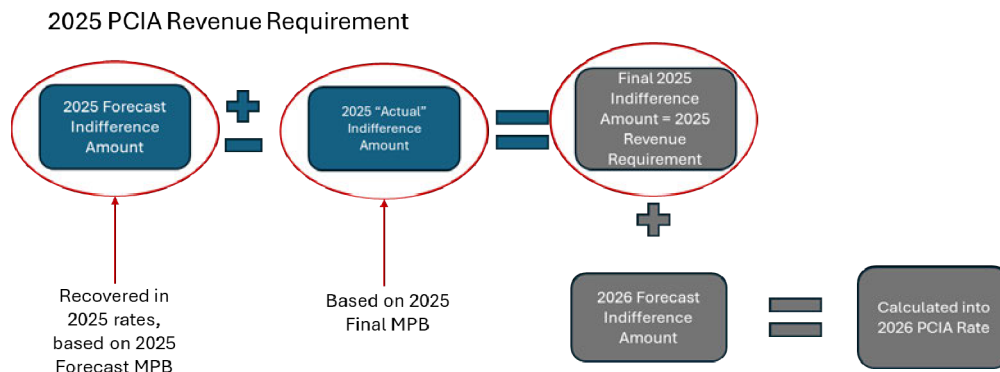 2025 PCIA Revenue Requirement
2025 Forecast
Indifference
Amount
2025 “Actual”
Indifference
Amount
Final 2025
Indifference
Amount = 2025
Revenue
Requirement
Recovered in
2025 rates,
based on 2025
Forecast MPB
Based on 2025
Final MPB
2026 Forecast
Indifference
Amount
Calculated into
2026 PCIA Rate